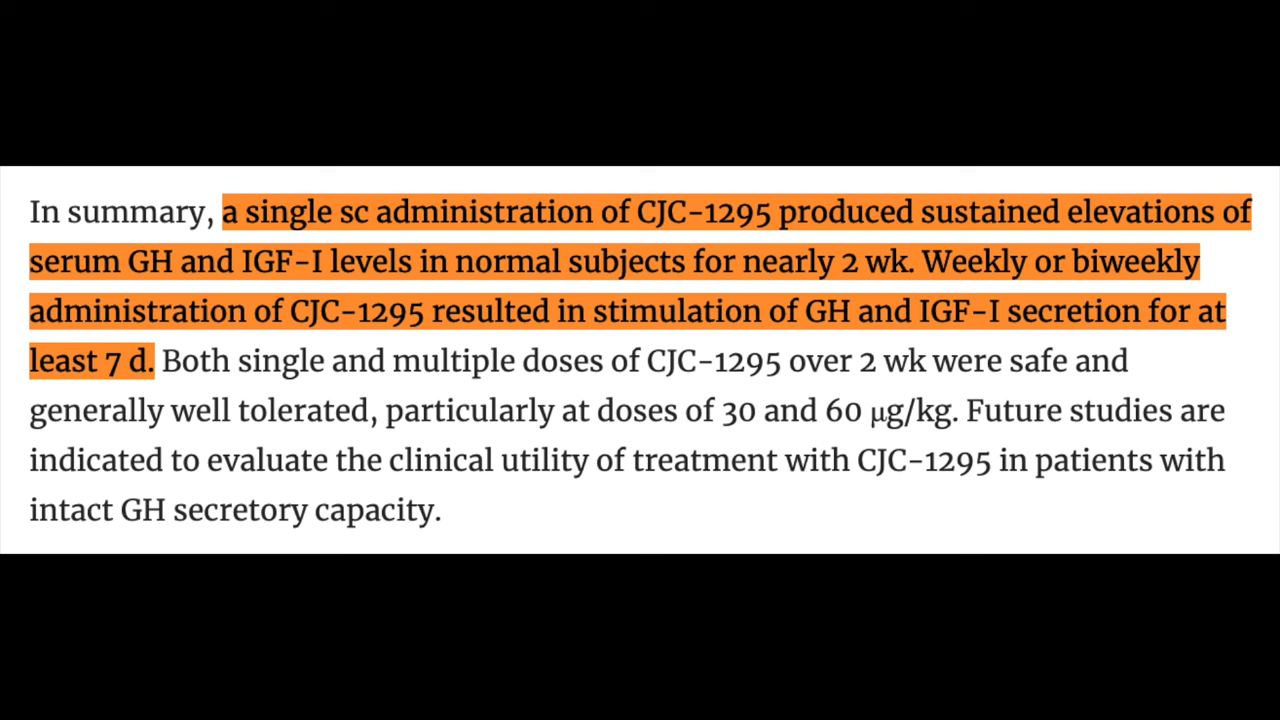 In summary, a single sc administration of CJC-1295 produced sustained elevations of
serum GH and IGF-I levels in normal subjects for nearly 2 wk. Weekly or biweekly
administration of CJC-1295 resulted in stimulation of GH and IGF-I secretion for at
least 7 d. Both single and multiple doses of CJC-1295 over 2 wk were safe and
generally well tolerated, particularly at doses of 30 and 60 μg/kg. Future studies are
indicated to evaluate the clinical utility of treatment with CJC-1295 in patients with
intact GH secretory capacity.